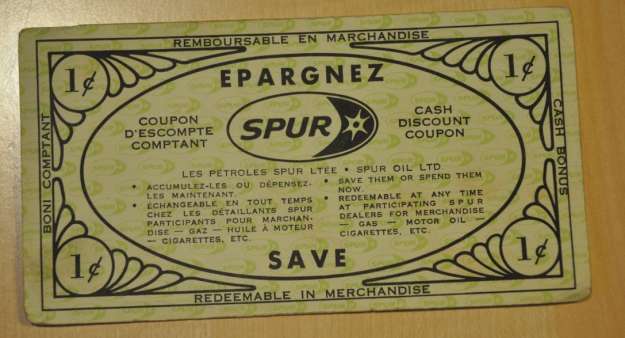 REMBOURSABLE EN MARCHANDISE
1¢
1¢
EPARGNEZ
COUPON
D'ESCOMPTE
COMPTANT
SPUR
CASH
DISCOUNT
COUPON
BONI COMPTANT
CASH BONUS
LES PETROLES SPUR LTEE • SPUR OIL LTD
• ACCUMULEZ-LES OU DÉPENSEZ-
LES MAINTENANT.
• ÉCHANGEABLE EN TOUT TEMPS
CHEZ LES DÉTAILLANTS SPUR
PARTICIPANTS POUR MARCHAN-
DISE — GAZ — HUILE À MOTEUR
— CIGARETTES, ETC.
• SAVE THEM OR SPEND THEM
NOW.
• REDEEMABLE AT ANY TIME
AT PARTICIPATING SPUR
DEALERS FOR MERCHANDISE
— GAS — MOTOR OIL —
CIGARETTES, ETC.
SAVE
1¢
1¢
REDEEMABLE IN MERCHANDISE